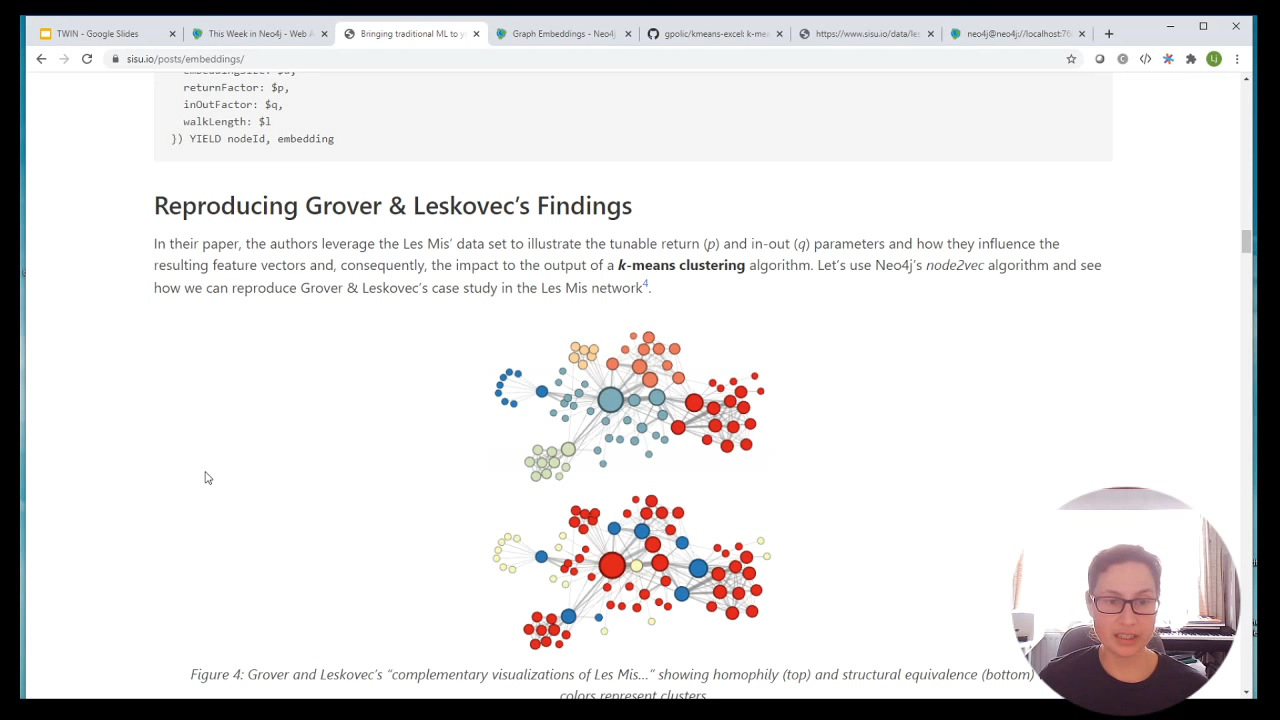 TWIN - Google Slides
This Week in Neo4j - Web
Bringing traditional ML to yo
Graph Embeddings - Neo4j
gpolic/kmeans-excel k-me
https://www.sisu.io/data/les
neo4j@neo4j://localhost:76
sisu.io/posts/embeddings/
Lj
returnFactor: $p,
inOutFactor: $q,
walkLength: $l
}) YIELD nodeId, embedding
Reproducing Grover & Leskovec's Findings
In their paper, the authors leverage the Les Mis' data set to illustrate the tunable return (p) and in-out (q) parameters and how they influence the
resulting feature vectors and, consequently, the impact to the output of a k-means clustering algorithm. Let's use Neo4j's node2vec algorithm and see
how we can reproduce Grover & Leskovec's case study in the Les Mis network4.
Figure 4: Grover and Leskovec's "complementary visualizations of Les Mis..." showing homophily (top) and structural equivalence (bottom)
colors represent clusters